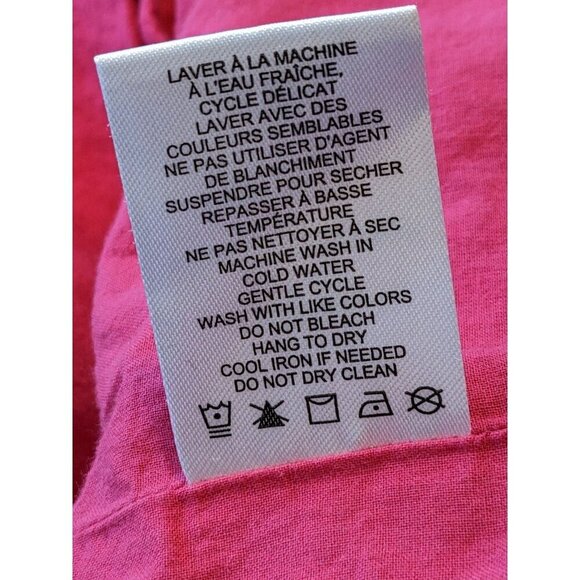 LAVER À LA MACHINE
À L'EAU FRAÎCHE,
CYCLE DÉLICAT
LAVER AVEC DES
COULEURS SEMBLABLES
NE PAS UTILISER D'AGENT
DE BLANCHIMENT
SUSPENDRE POUR SECHER
REPASSER À BASSE
TEMPÉRATURE
NE PAS NETTOYER À SEC
MACHINE WASH IN
COLD WATER
GENTLE CYCLE
WASH WITH LIKE COLORS
DO NOT BLEACH
HANG TO DRY
COOL IRON IF NEEDED
DO NOT DRY CLEAN